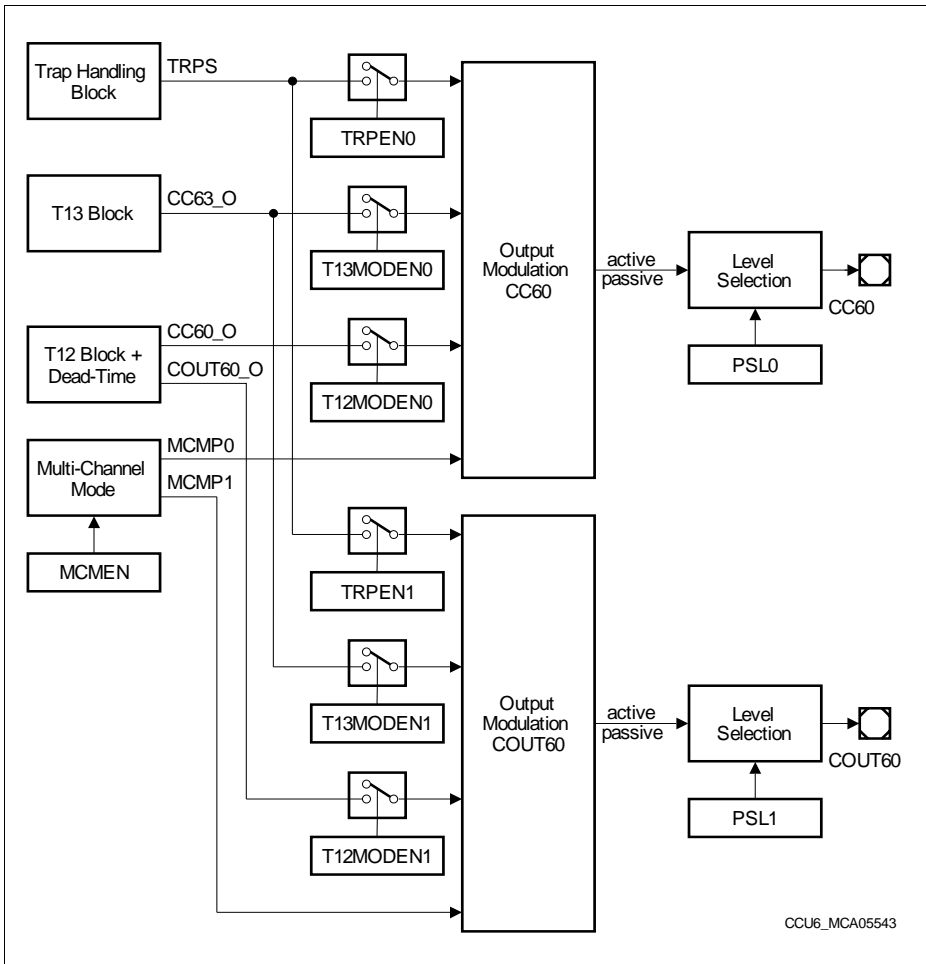 Trap Handling
Block
TRPS
TRPEN0
T13 Block
CC63_O
T13MODEN0
Output
Modulation
CC60
active
passive
Level
Selection
CC60
PSL0
T12 Block +
Dead-Time
CC60_O
COUT60_O
T12MODEN0
Multi-Channel
Mode
MCMP0
MCMP1
MCMEN
TRPEN1
T13MODEN1
Output
Modulation
COUT60
active
passive
Level
Selection
COUT60
PSL1
T12MODEN1
CCU6_MCA05543